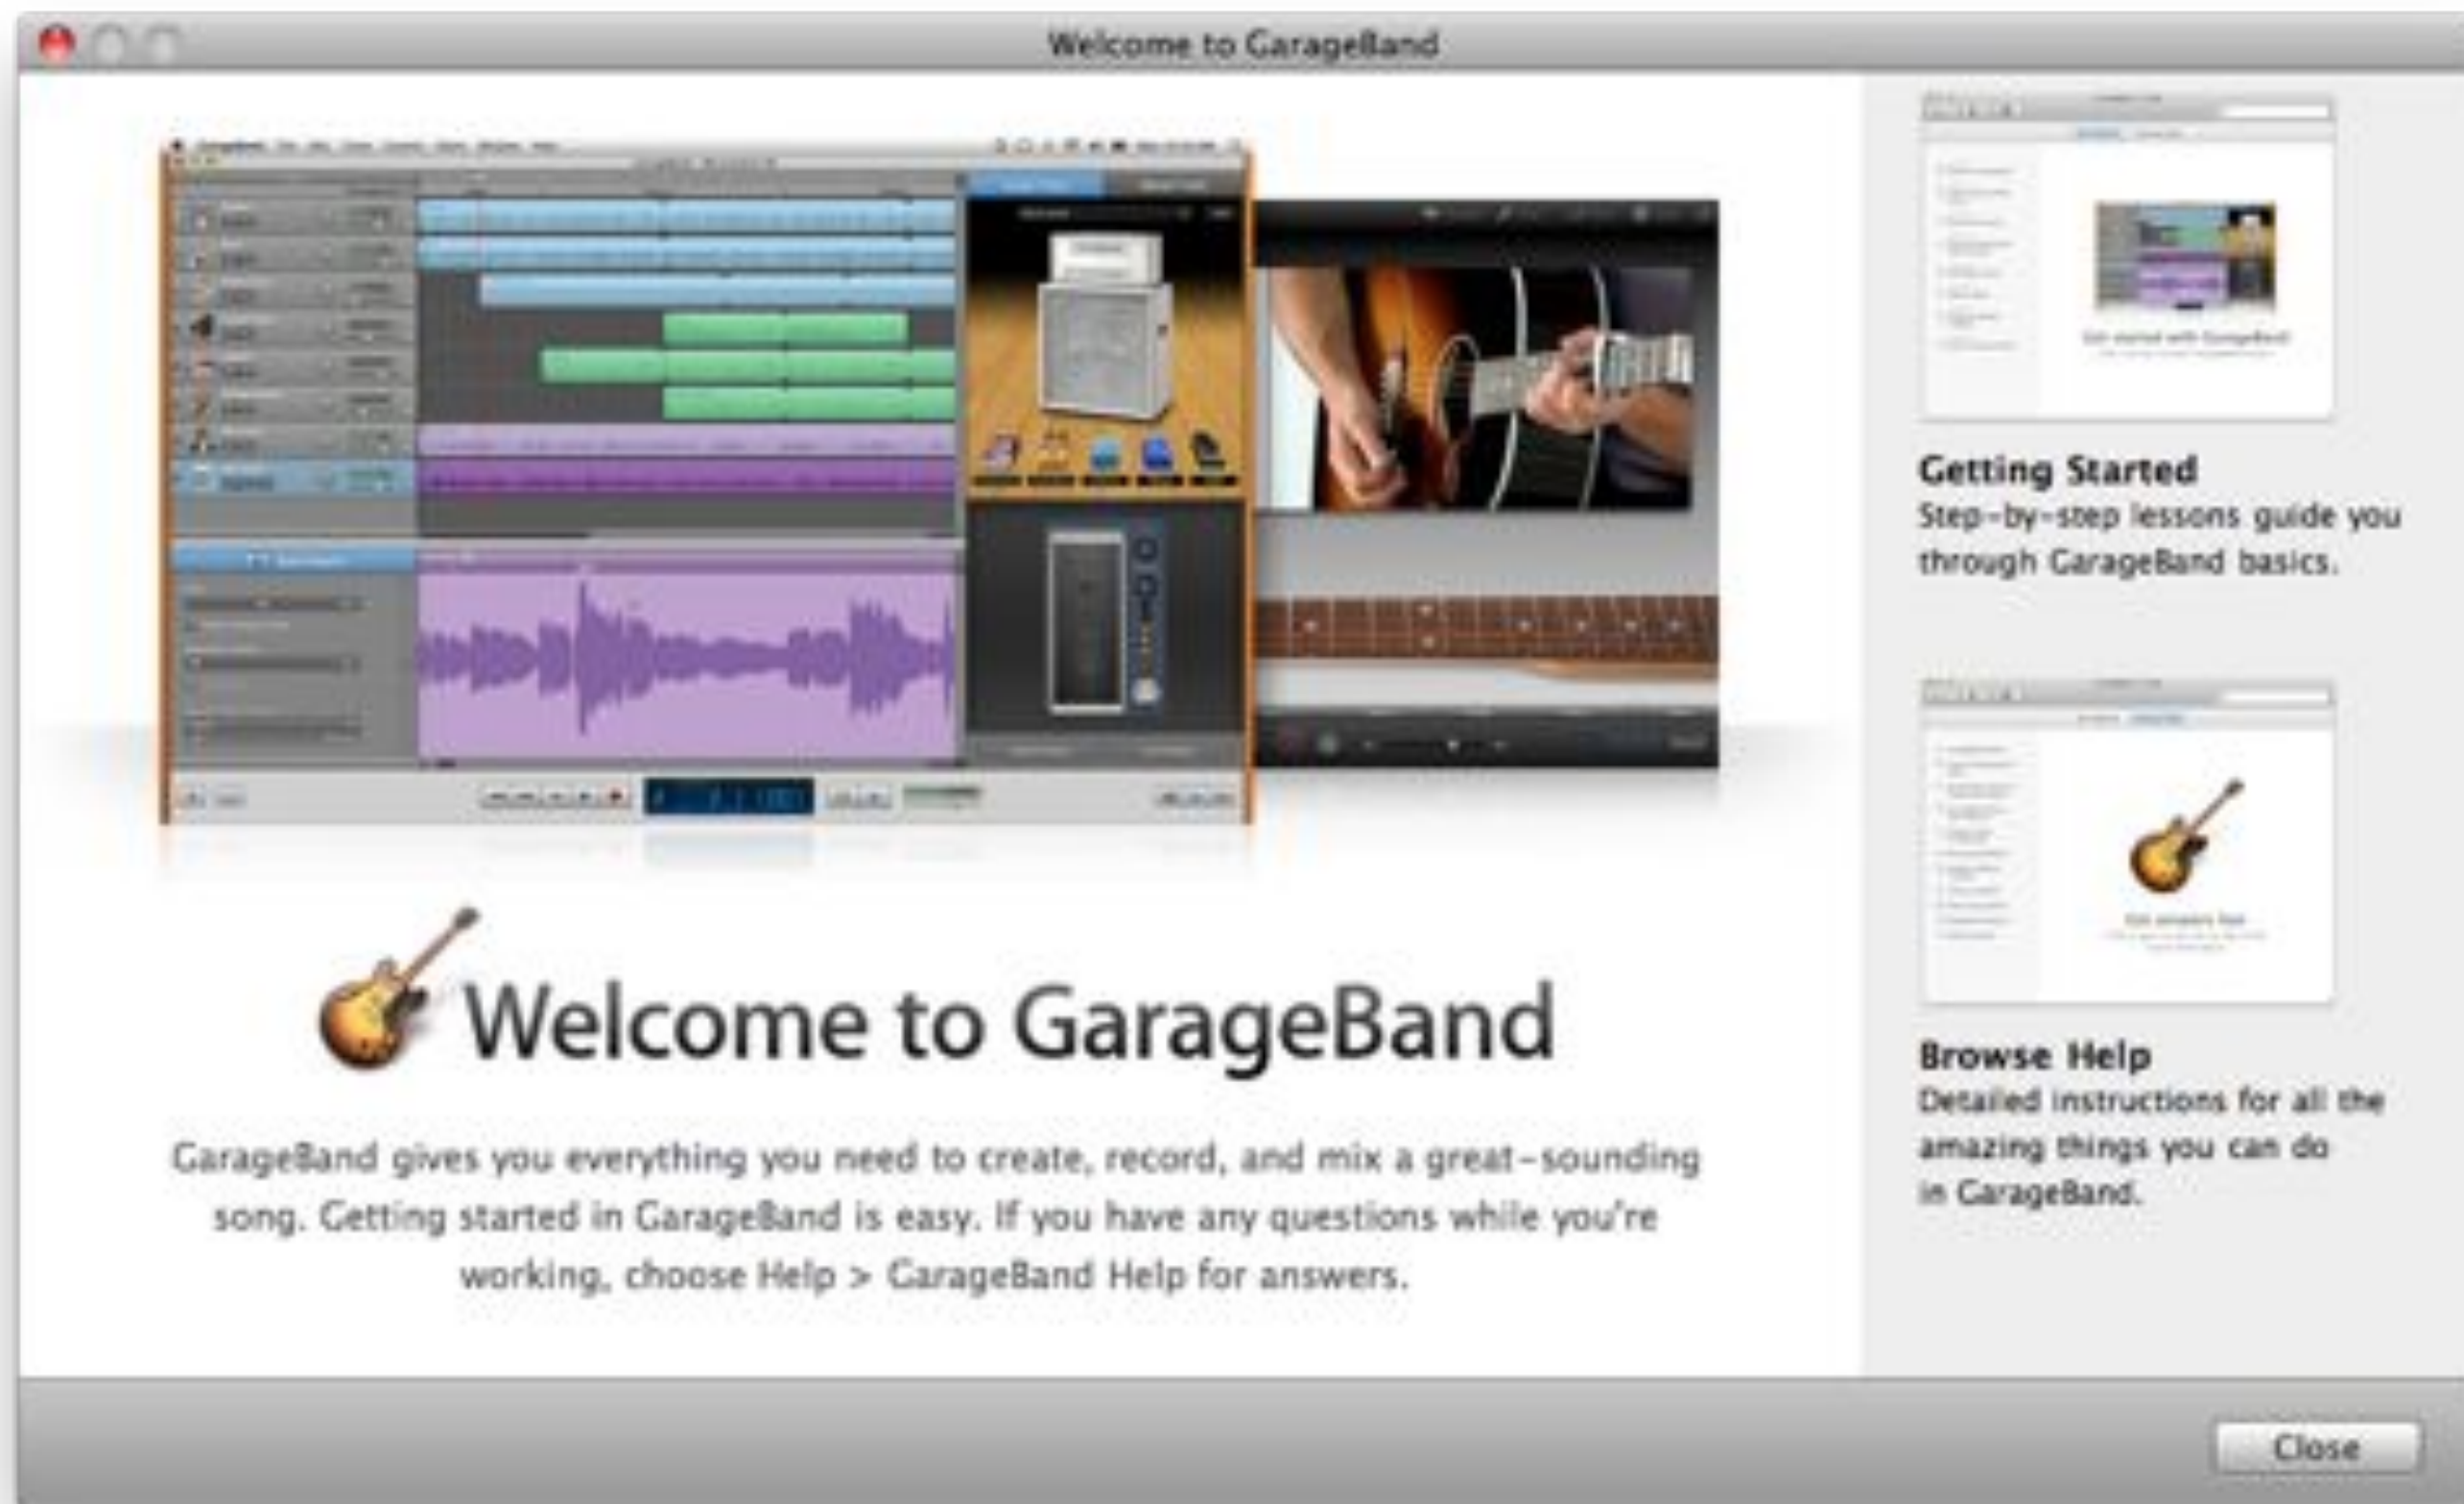 Welcome to GarageBand
Getting Started
Step-by-step lessons guide you
through GarageBand basics.
Browse Help
Detailed instructions for all the
amazing things you can do
in GarageBand.
Welcome to GarageBand
GarageBand gives you everything you need to create, record, and mix a great-sounding
song. Getting started in GarageBand is easy. If you have any questions while you're
working, choose Help > GarageBand Help for answers.
Close